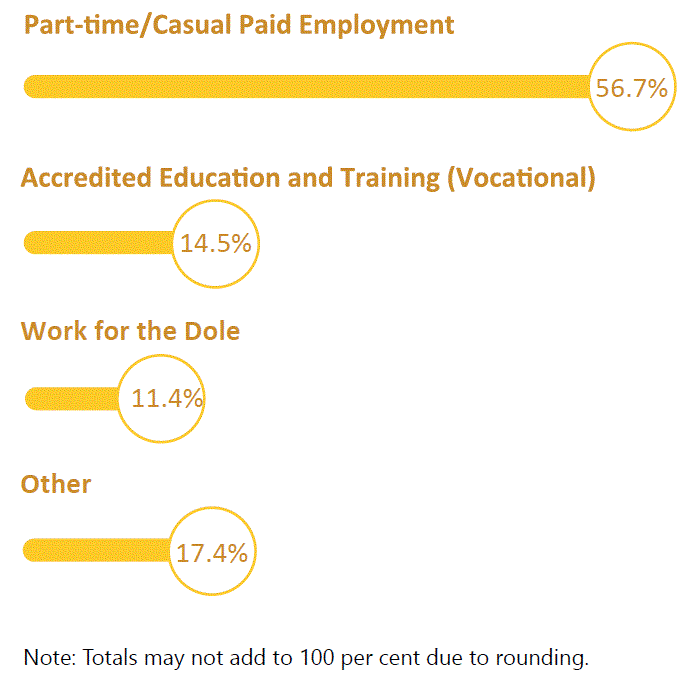 Part-time/Casual Paid Employment
56.7%
Accredited Education and Training (Vocational)
14.5%
Work for the Dole
11.4%
Other
17.4%
Note: Totals may not add to 100 per cent due to rounding.